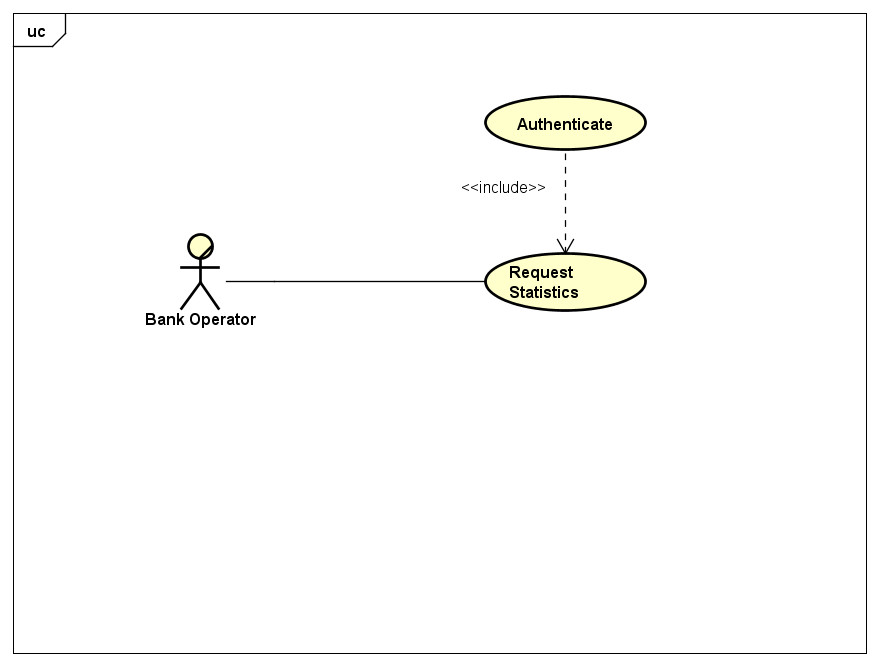 uc
Authenticate
<<include>>
Request
Statistics
Bank Operator